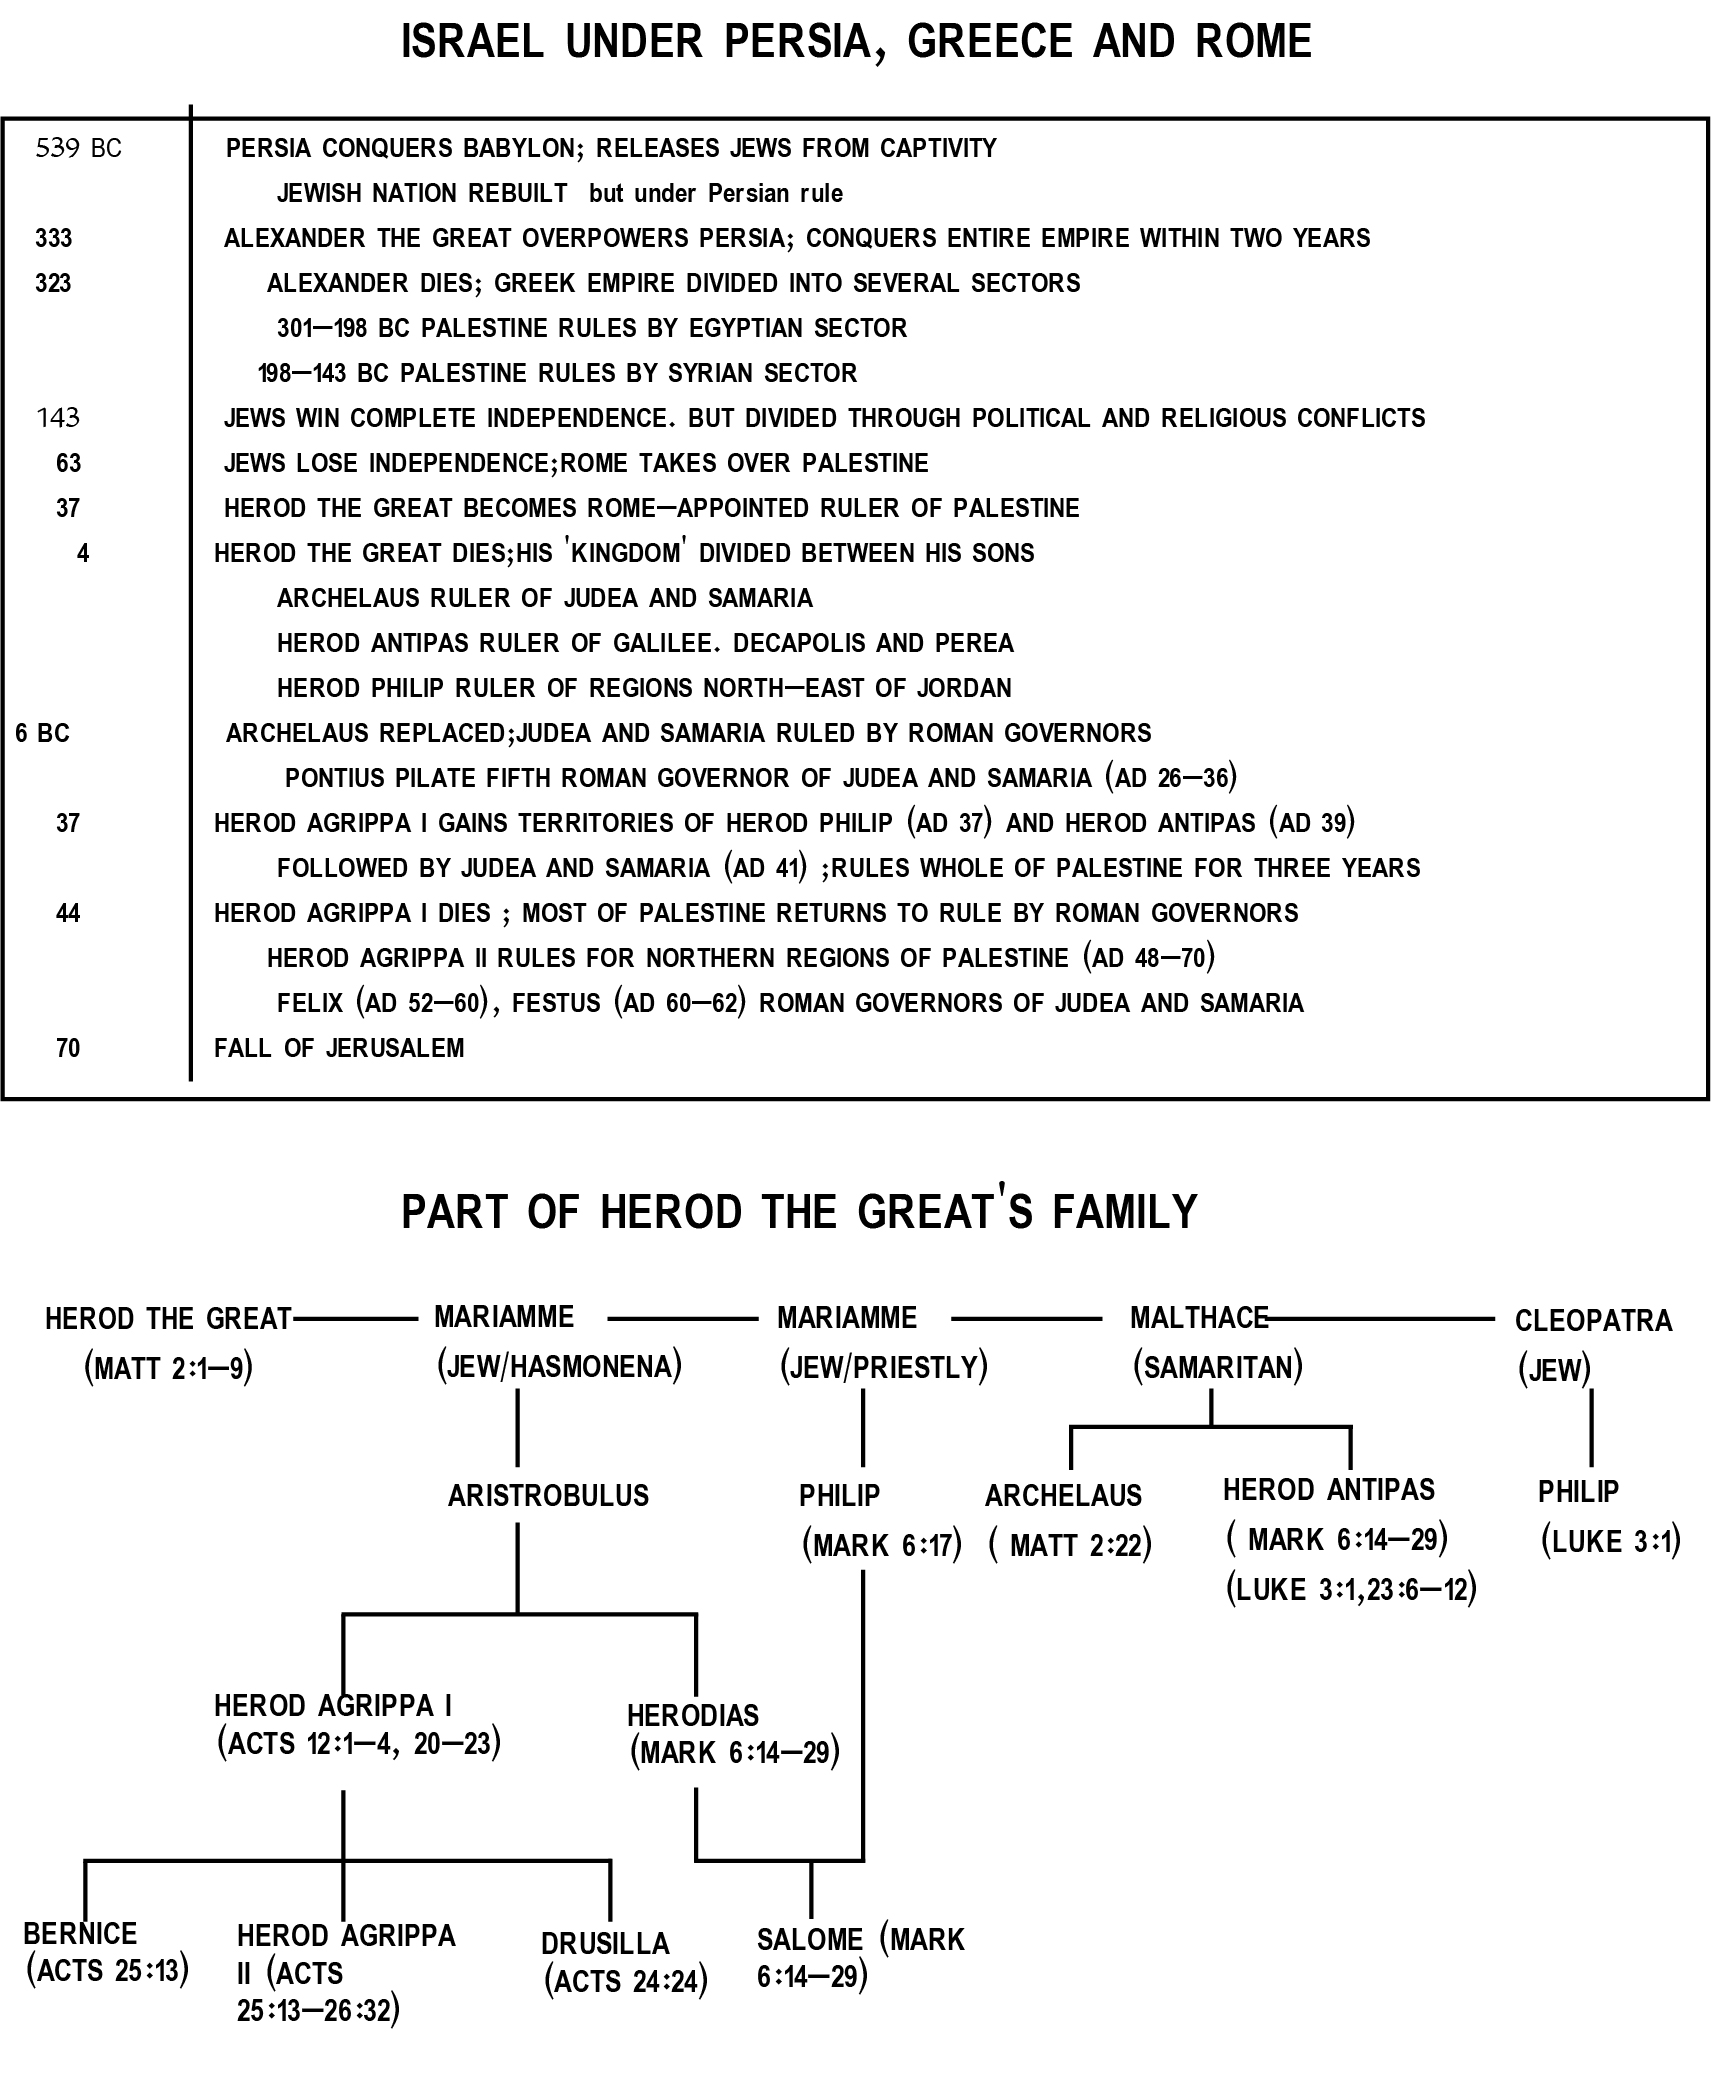 ISRAEL UNDER PERSIA, GREECE AND ROME
539 BC PERSIA CONQUERS BABYLON; RELEASES JEWS FROM CAPTIVITY
JEWISH NATION REBUILT but under Persian rule
333 ALEXANDER THE GREAT OVERPOWERS PERSIA; CONQUERS ENTIRE EMPIRE WITHIN TWO YEARS
323 ALEXANDER DIES; GREEK EMPIRE DIVIDED INTO SEVERAL SECTORS
301—198 BC PALESTINE RULES BY EGYPTIAN SECTOR
198—143 BC PALESTINE RULES BY SYRIAN SECTOR
143 JEWS WIN COMPLETE INDEPENDENCE. BUT DIVIDED THROUGH POLITICAL AND RELIGIOUS CONFLICTS
63 JEWS LOSE INDEPENDENCE;ROME TAKES OVER PALESTINE
37 HEROD THE GREAT BECOMES ROME—APPOINTED RULER OF PALESTINE
4 HEROD THE GREAT DIES;HIS 'KINGDOM' DIVIDED BETWEEN HIS SONS
ARCHELAUS RULER OF JUDEA AND SAMARIA
HEROD ANTIPAS RULER OF GALILEE. DECAPOLIS AND PEREA
HEROD PHILIP RULER OF REGIONS NORTH—EAST OF JORDAN
6 BC ARCHELAUS REPLACED;JUDEA AND SAMARIA RULED BY ROMAN GOVERNORS
PONTIUS PILATE FIFTH ROMAN GOVERNOR OF JUDEA AND SAMARIA (AD 26—36)
37 HEROD AGRIPPA I GAINS TERRITORIES OF HEROD PHILIP (AD 37) AND HEROD ANTIPAS (AD 39)
FOLLOWED BY JUDEA AND SAMARIA (AD 41) ;RULES WHOLE OF PALESTINE FOR THREE YEARS
44 HEROD AGRIPPA I DIES ; MOST OF PALESTINE RETURNS TO RULE BY ROMAN GOVERNORS
HEROD AGRIPPA II RULES FOR NORTHERN REGIONS OF PALESTINE (AD 48—70)
FELIX (AD 52—60), FESTUS (AD 60—62) ROMAN GOVERNORS OF JUDEA AND SAMARIA
70 FALL OF JERUSALEM
PART OF HEROD THE GREAT'S FAMILY
HEROD THE GREAT
(MATT 2:1—9)
MARIAMME
(JEW/HASMONENA)
MARIAMME
(JEW/PRIESTLY)
MALTHACE
(SAMARITAN)
CLEOPATRA
(JEW)
ARISTROBULUS
PHILIP
(MARK 6:17)
ARCHELAUS
( MATT 2:22)
HEROD ANTIPAS
( MARK 6:14—29)
(LUKE 3:1,23:6—12)
PHILIP
(LUKE 3:1)
HEROD AGRIPPA I
(ACTS 12:1—4, 20—23)
HERODIAS
(MARK 6:14—29)
BERNICE
(ACTS 25:13)
HEROD AGRIPPA
II (ACTS
25:13—26:32)
DRUSILLA
(ACTS 24:24)
SALOME (MARK
6:14—29)